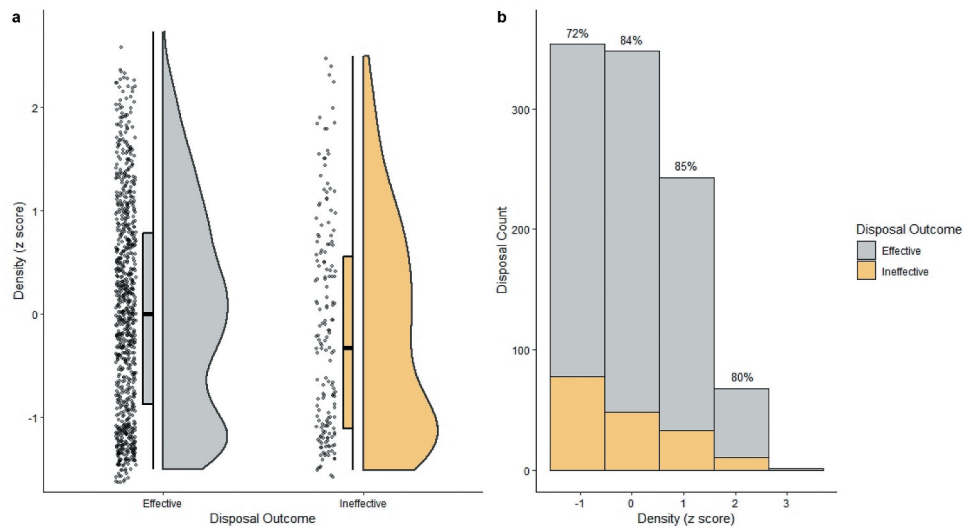 a
2
1
0
-1
Density (z score)
Effective
Ineffective
Disposal Outcome
b
300
200
100
0
Disposal Count
72%
84%
85%
80%
-1
0
1
2
3
Density (z score)
Disposal Outcome
Effective
Ineffective